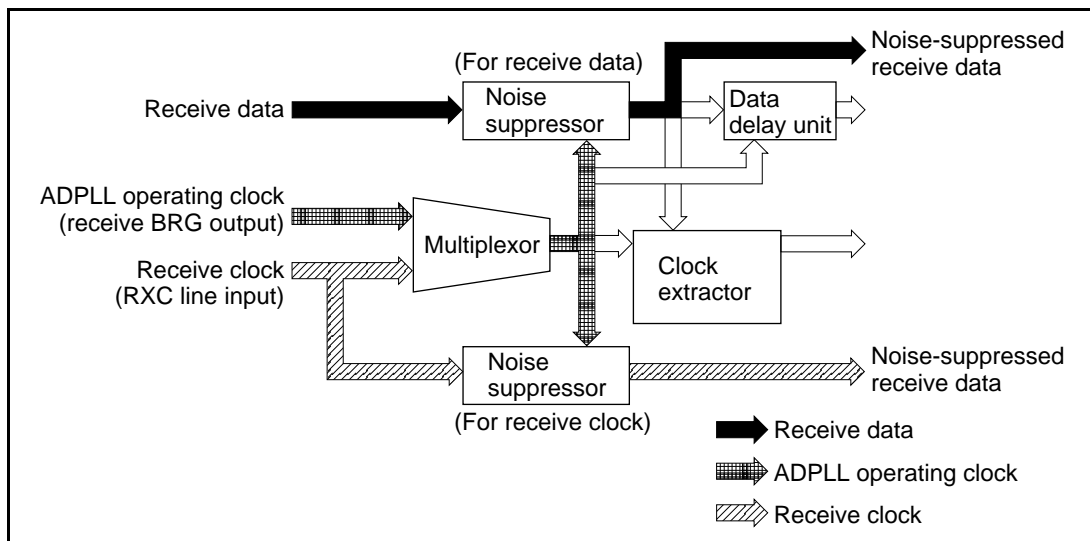 (For receive data)
Noise-suppressed
receive data
Receive data
Noise
suppressor
Data
delay unit
ADPLL operating clock
(receive BRG output)
Multiplexor
Receive clock
(RXC line input)
Clock
extractor
Noise
suppressor
Noise-suppressed
receive data
(For receive clock)
Receive data
ADPLL operating clock
Receive clock